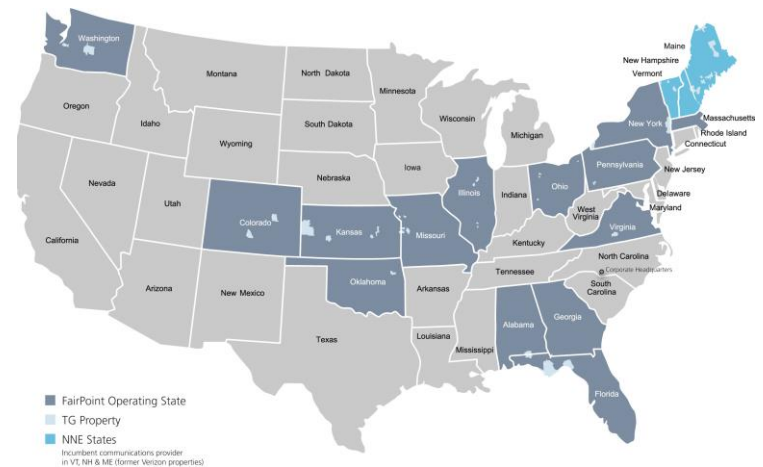 Washington
Maine
New Hampshire
Vermont
Montana
North Dakota
Minnesota
Oregon
Idaho
Wisconsin
Michigan
New York
Massachusetts
Rhode Island
Connecticut
South Dakota
Wyoming
Iowa
Pennsylvania
New Jersey
Nevada
Utah
Nebraska
Illinois
Indiana
Ohio
Delaware
Maryland
West
Virginia
Virginia
Colorado
Kansas
Missouri
Kentucky
California
North Carolina
Corporate Headquarters
Tennessee
Oklahoma
Arkansas
South
Carolina
Arizona
New Mexico
Alabama
Georgia
Texas
Louisiana
Mississippi
Florida
FairPoint Operating State
TG Property
NNE States
Incumbent communications provider
in VT, NH & ME (former Verizon properties)